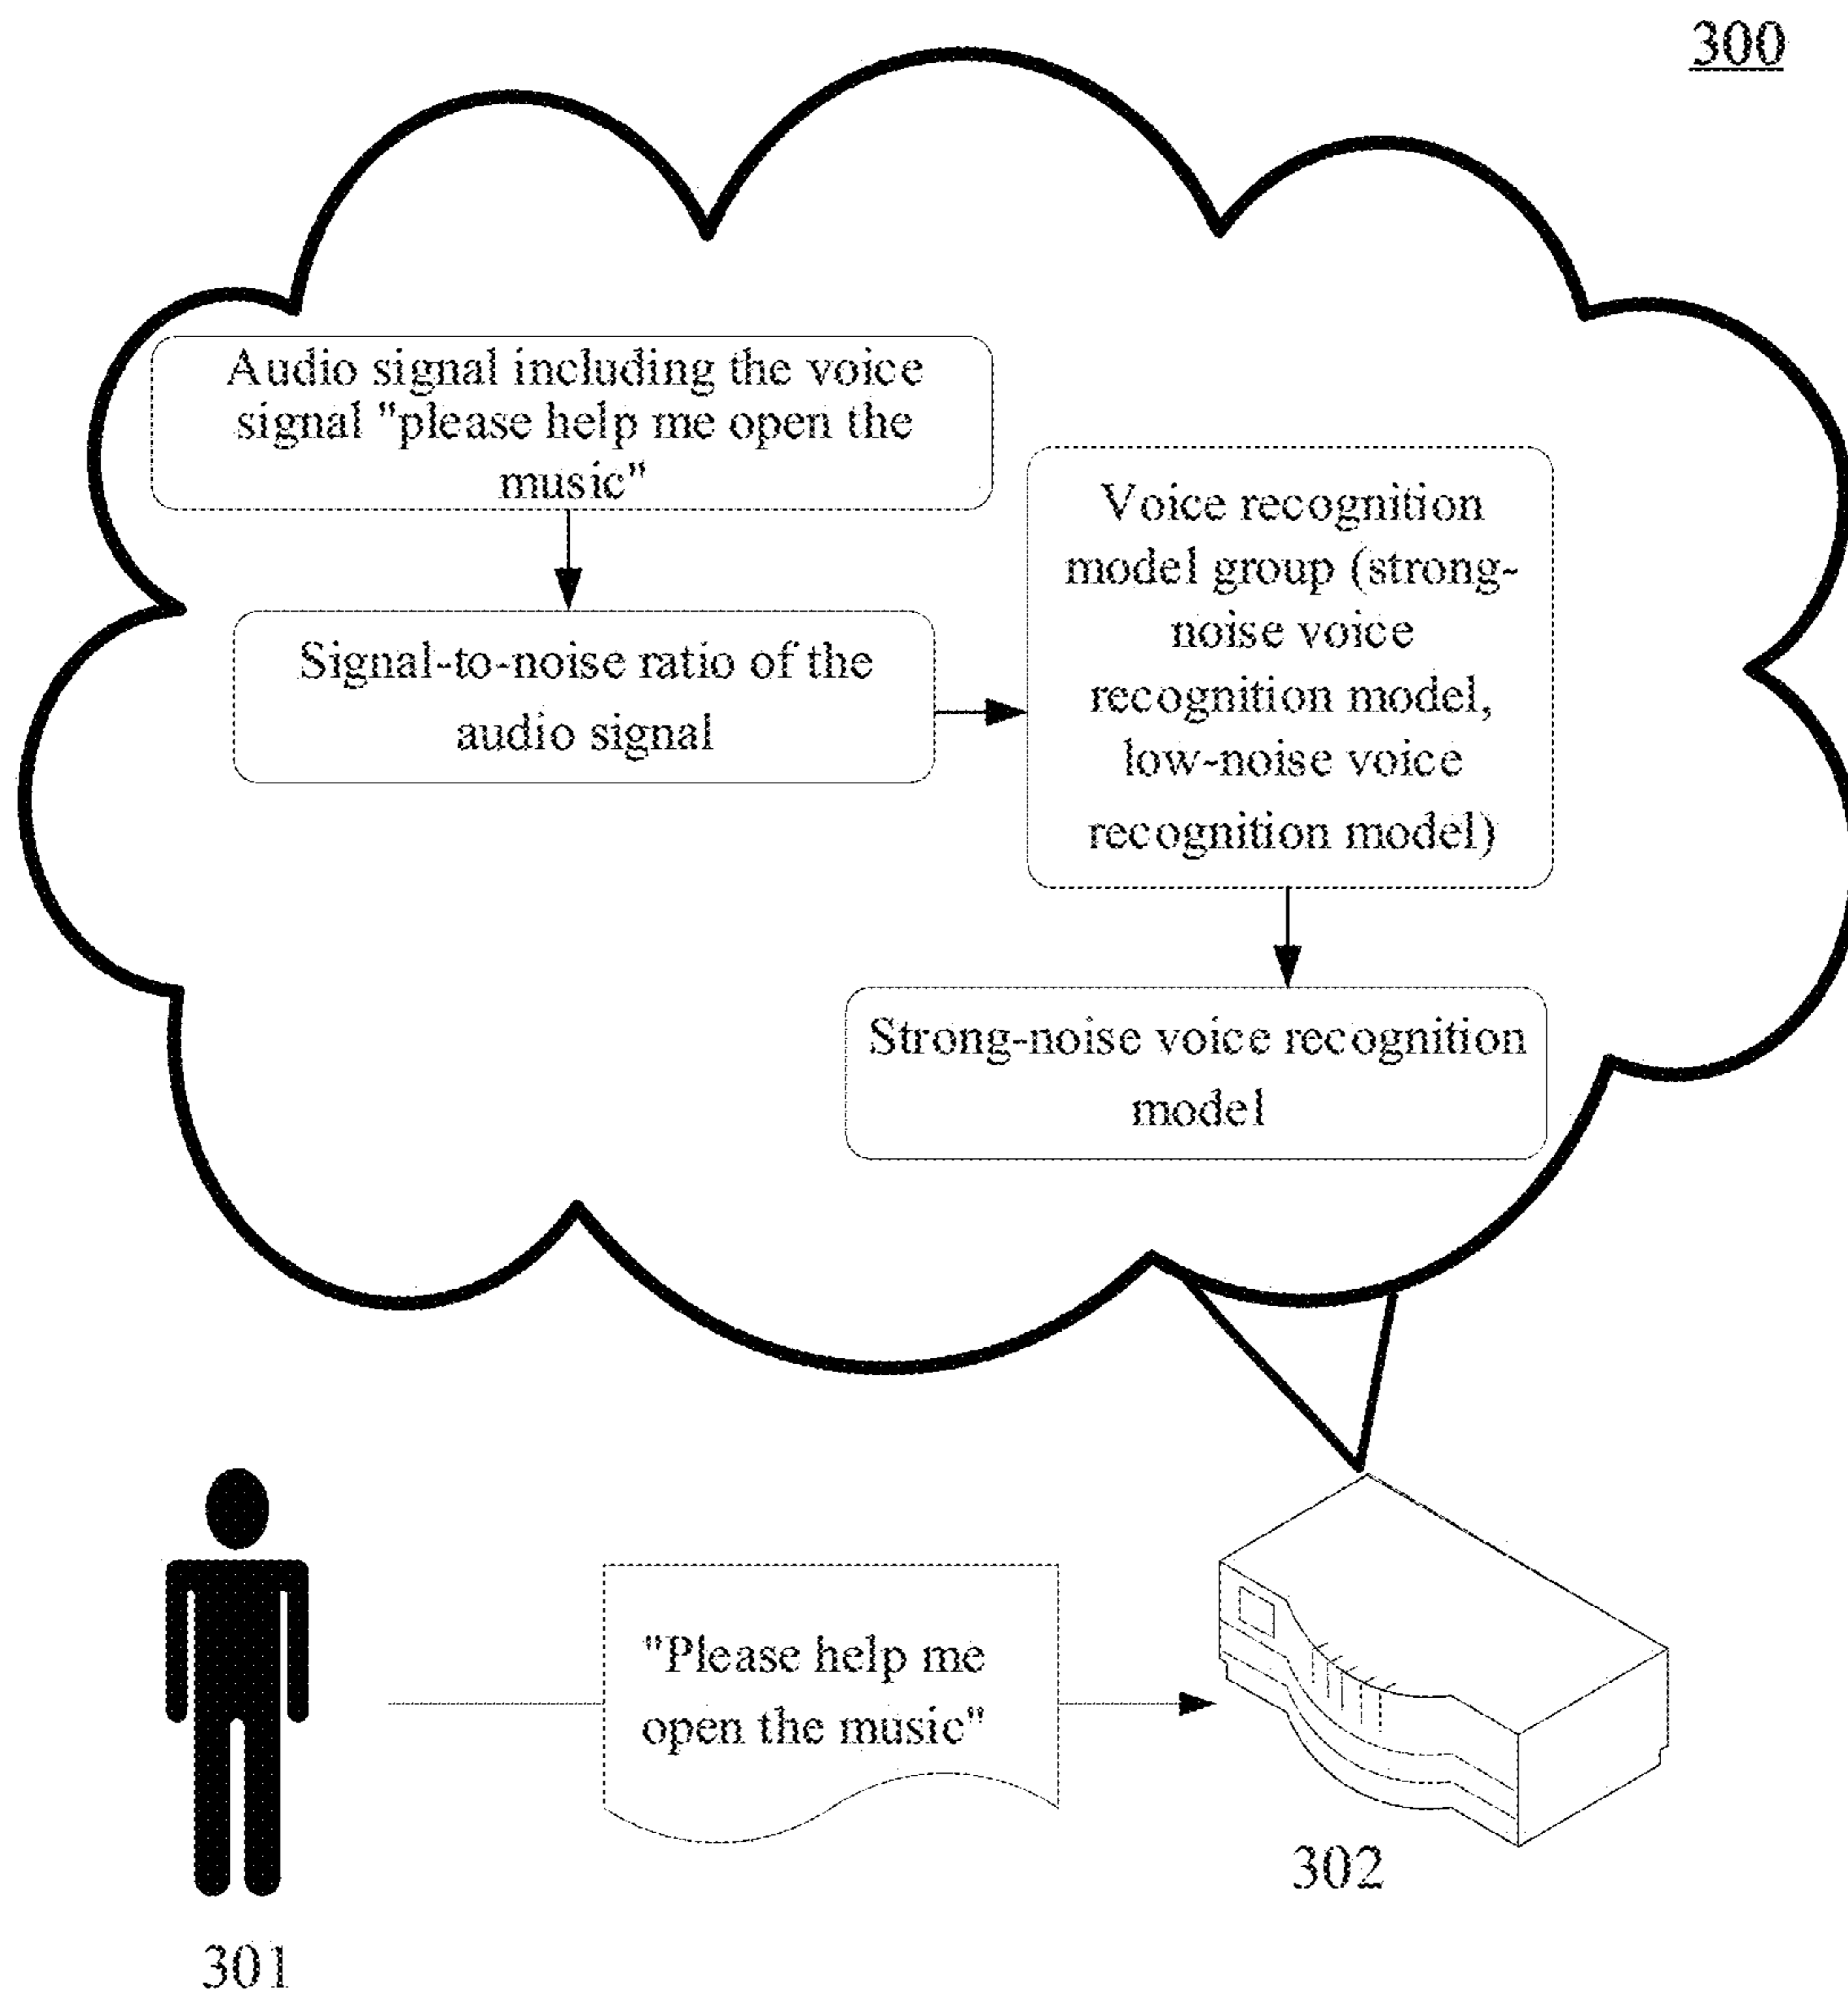 300
Audio signal including the voice
signal "please help me open the
music"
Signal-to-noise ratio of the
audio signal
Voice recognition
model group (strong-
noise voice
recognition model,
low-noise voice
recognition model)
Strong-noise voice recognition
model
"Please help me
open the music"
302
301